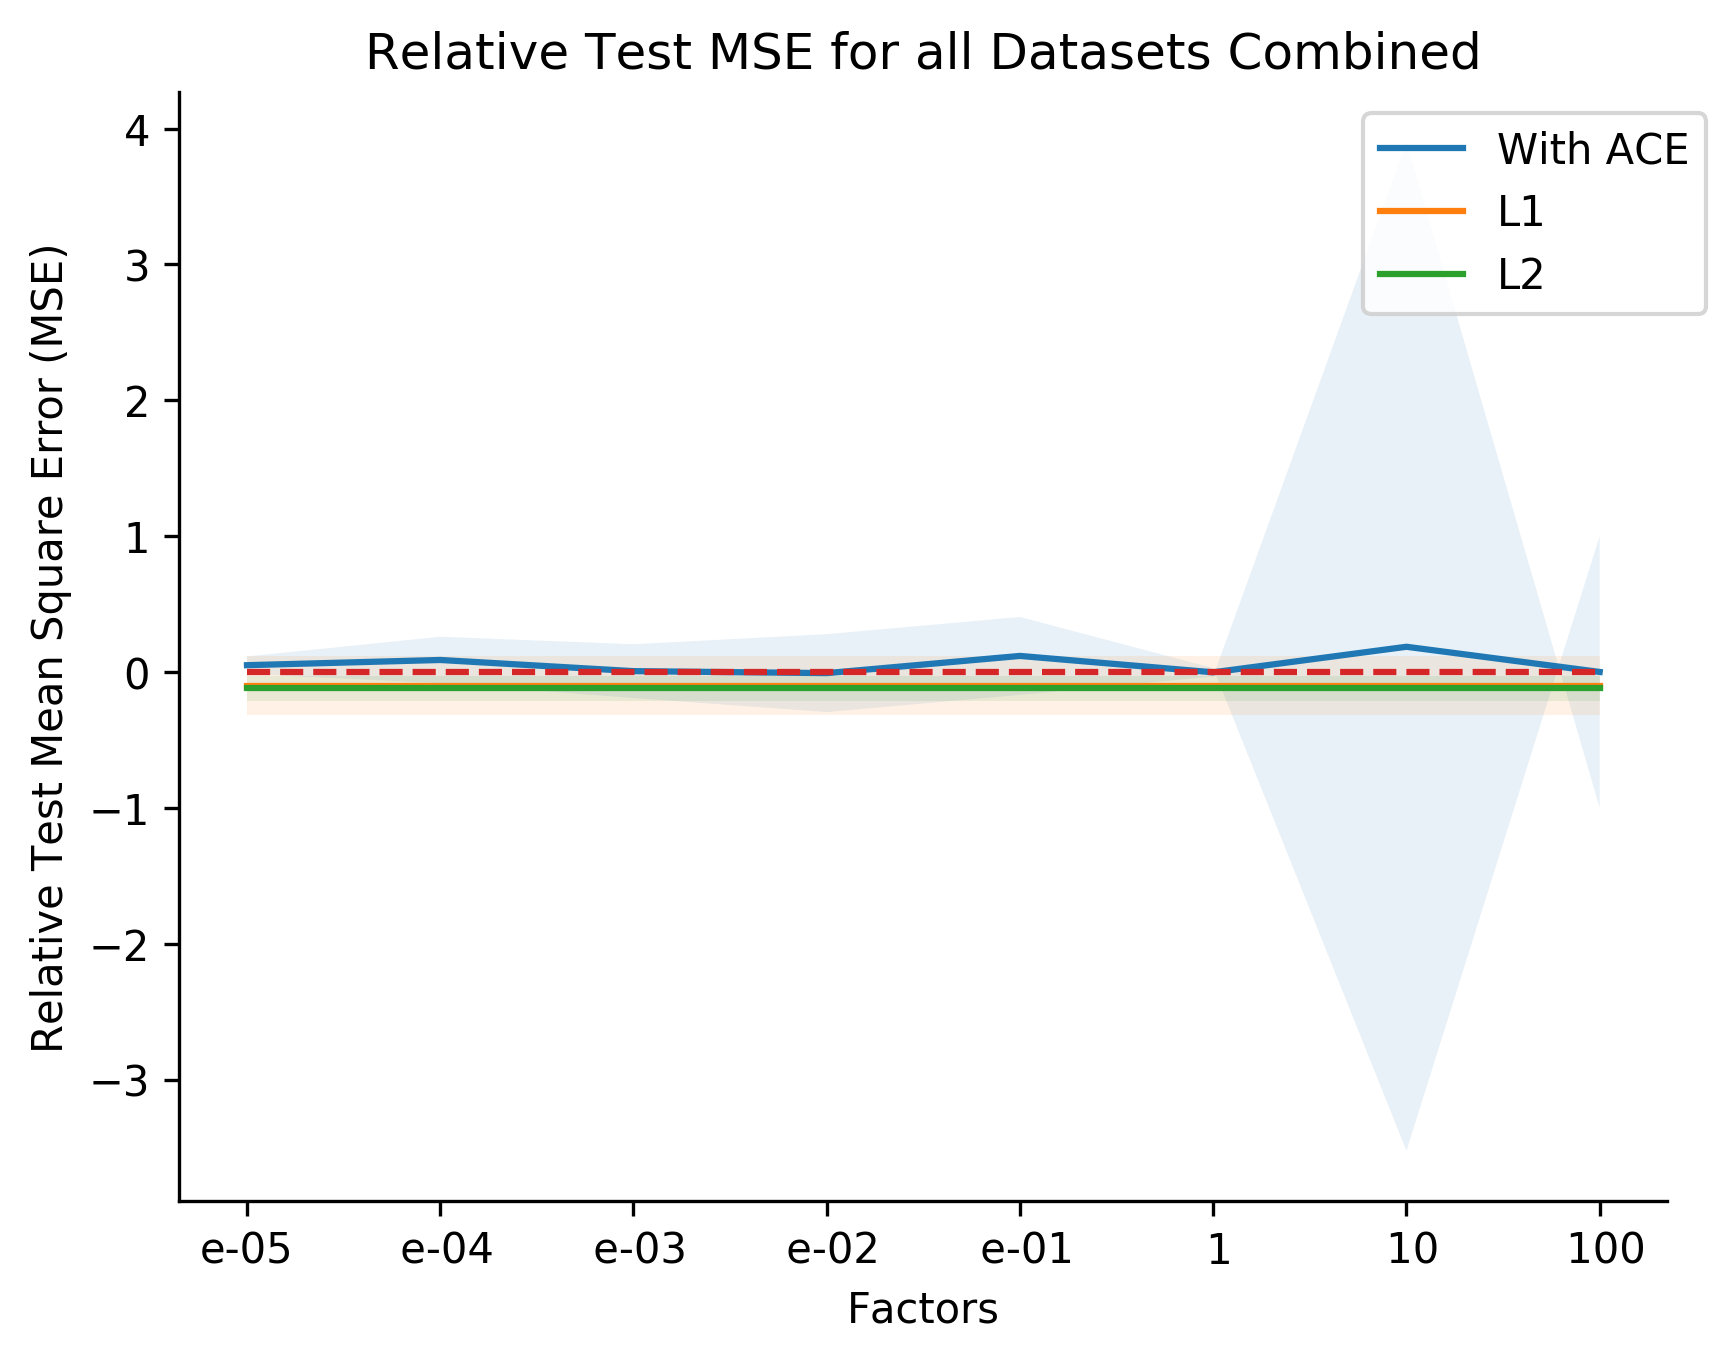 Relative Test MSE for all Datasets Combined
With ACE
L1
L2
Relative Test Mean Square Error (MSE)
4
3
2
1
0
−1
−2
−3
e-05 e-04 e-03 e-02 e-01 1 10 100
Factors